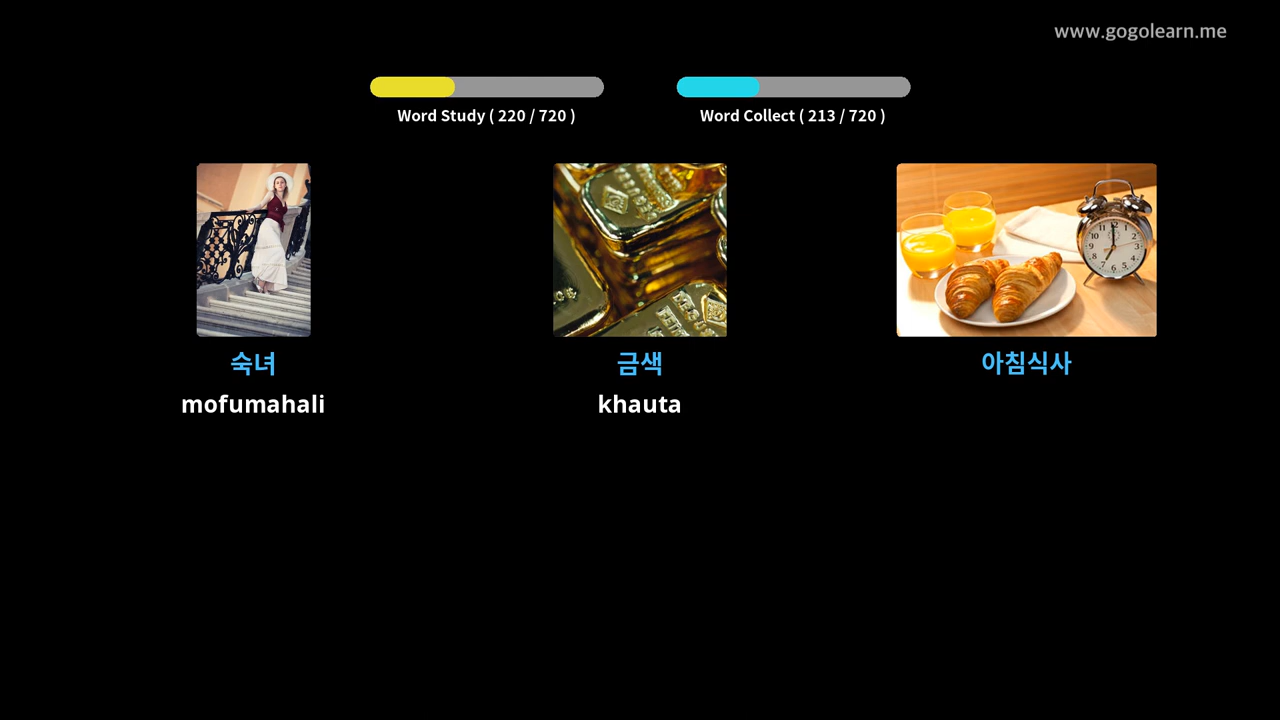 www.gogolearn.me
Word Study ( 220 / 720 )
Word Collect ( 213 / 720 )
숙녀
금색
아침식사
mofumahali
khauta